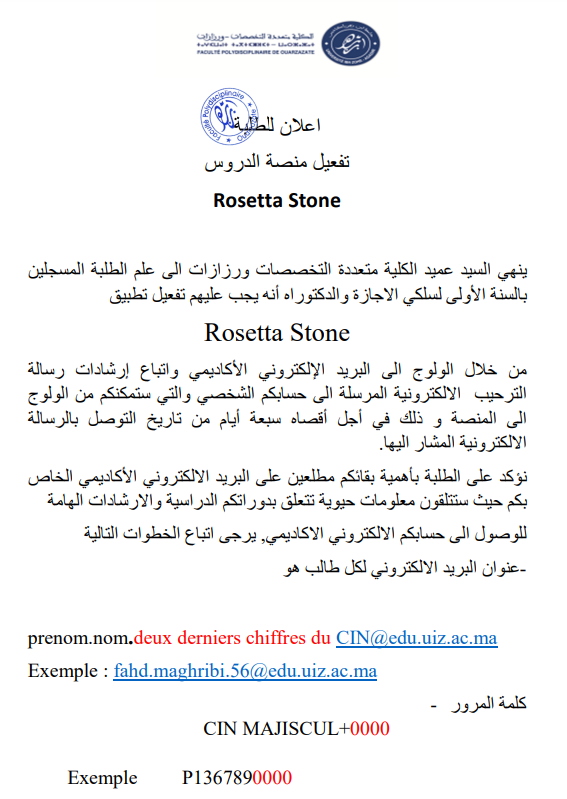 الكلية متعددة التخصصات - ورزازات
FACULTÉ POLYDISCIPLINAIRE DE OUARZAZATE
Faculté Polydisciplinaire
اعلان للطلبة
تفعيل منصة الدروس
Rosetta Stone
ينهي السيد عميد الكلية متعددة التخصصات ورزازات الى علم الطلبة المسجلين
بالسنة الأولى لسلكي الاجازة والدكتوراه أنه يجب عليهم تفعيل تطبيق
Rosetta Stone
من خلال الولوج الى البريد الإلكتروني الأكاديمي واتباع إرشادات رسالة
الترحيب الالكترونية المرسلة الى حسابكم الشخصي والتي ستمكنكم من الولوج
الى المنصة و ذلك في أجل أقصاه سبعة أيام من تاريخ التوصل بالرسالة
الالكترونية المشار اليها.
نؤكد على الطلبة بأهمية بقائكم مطلعين على البريد الالكتروني الأكاديمي الخاص
بكم حيث ستتلقون معلومات حيوية تتعلق بدوراتكم الدراسية والارشادات الهامة
للوصول الى حسابكم الالكتروني الاكاديمي, يرجى اتباع الخطوات التالية
-عنوان البريد الالكتروني لكل طالب هو
prenom.nom.deux derniers chiffres du CIN@edu.uiz.ac.ma
Exemple : fahd.maghribi.56@edu.uiz.ac.ma
كلمة المرور -
CIN MAJISCUL+0000
Exemple P1367890000